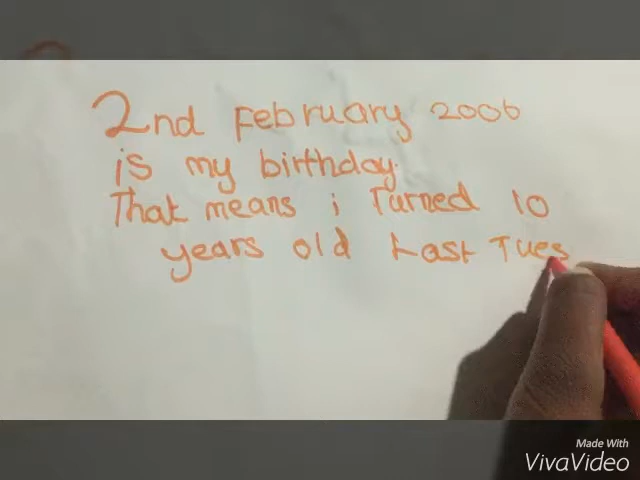 2nd February 2006
is my birthday.
That means i Turned 10
years old Last Tues
Made With
VivaVideo